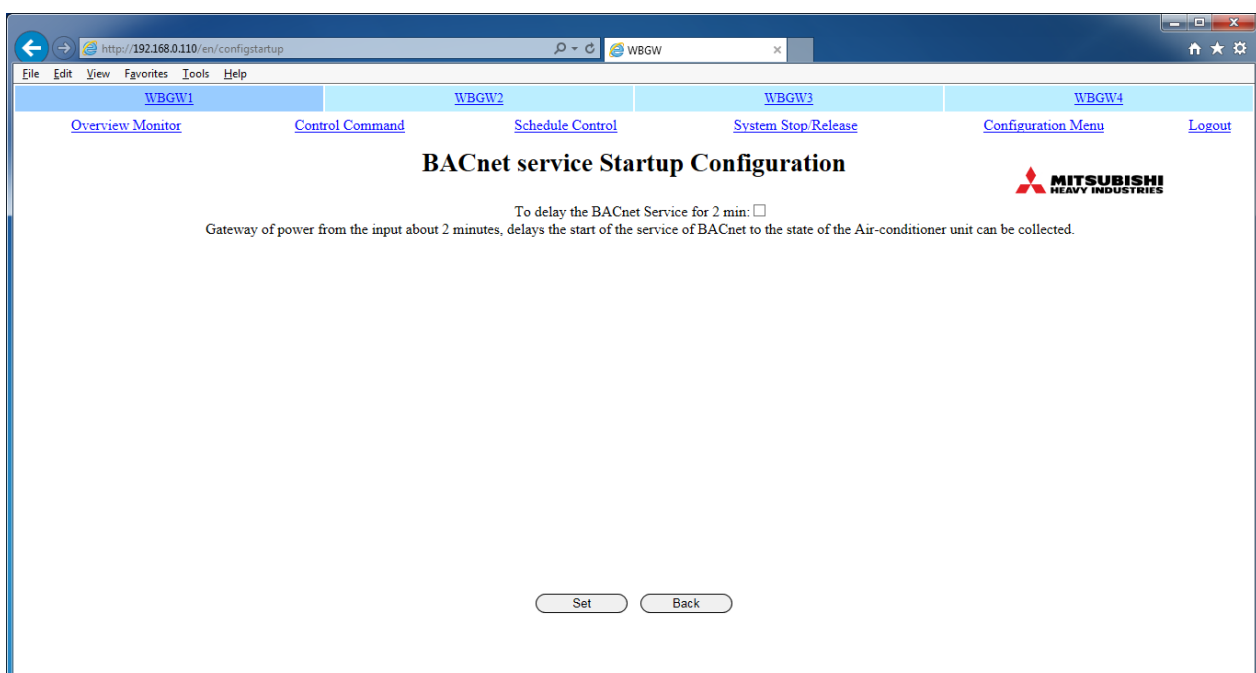 http://192.168.0.110/en/configstartup WBGW
File Edit View Favorites Tools Help
WBGW1 WBGW2 WBGW3 WBGW4
Overview Monitor Control Command Schedule Control System Stop/Release Configuration Menu Logout
BACnet service Startup Configuration
MITSUBISHI
HEAVY INDUSTRIES
To delay the BACnet Service for 2 min:
Gateway of power from the input about 2 minutes, delays the start of the service of BACnet to the state of the Air-conditioner unit can be collected.
Set Back